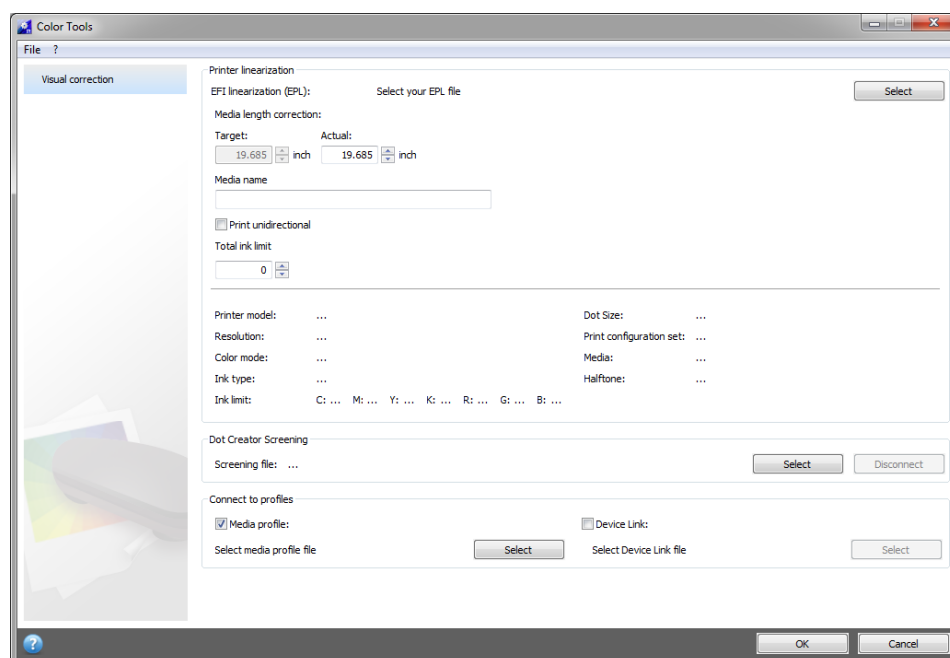 Color Tools
File ?
Visual correction
Printer linearization
EFI linearization (EPL): Select your EPL file Select
Media length correction:
Target: Actual:
19.685 inch 19.685 inch
Media name
Print unidirectional
Total ink limit
0
Printer model: ... Dot Size: ...
Resolution: ... Print configuration set: ...
Color mode: ... Media: ...
Ink type: ... Halftone: ...
Ink limit: C: ... M: ... Y: ... K: ... R: ... G: ... B: ...
Dot Creator Screening
Screening file: ... Select Disconnect
Connect to profiles
Media profile: Device Link:
Select media profile file Select Select Device Link file Select
? OK Cancel